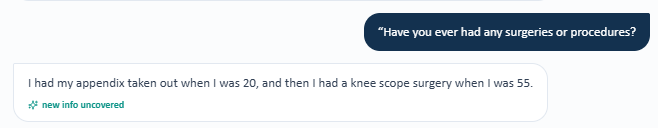 “Have you ever had any surgeries or procedures?
I had my appendix taken out when I was 20, and then I had a knee scope surgery when I was 55.
new info uncovered